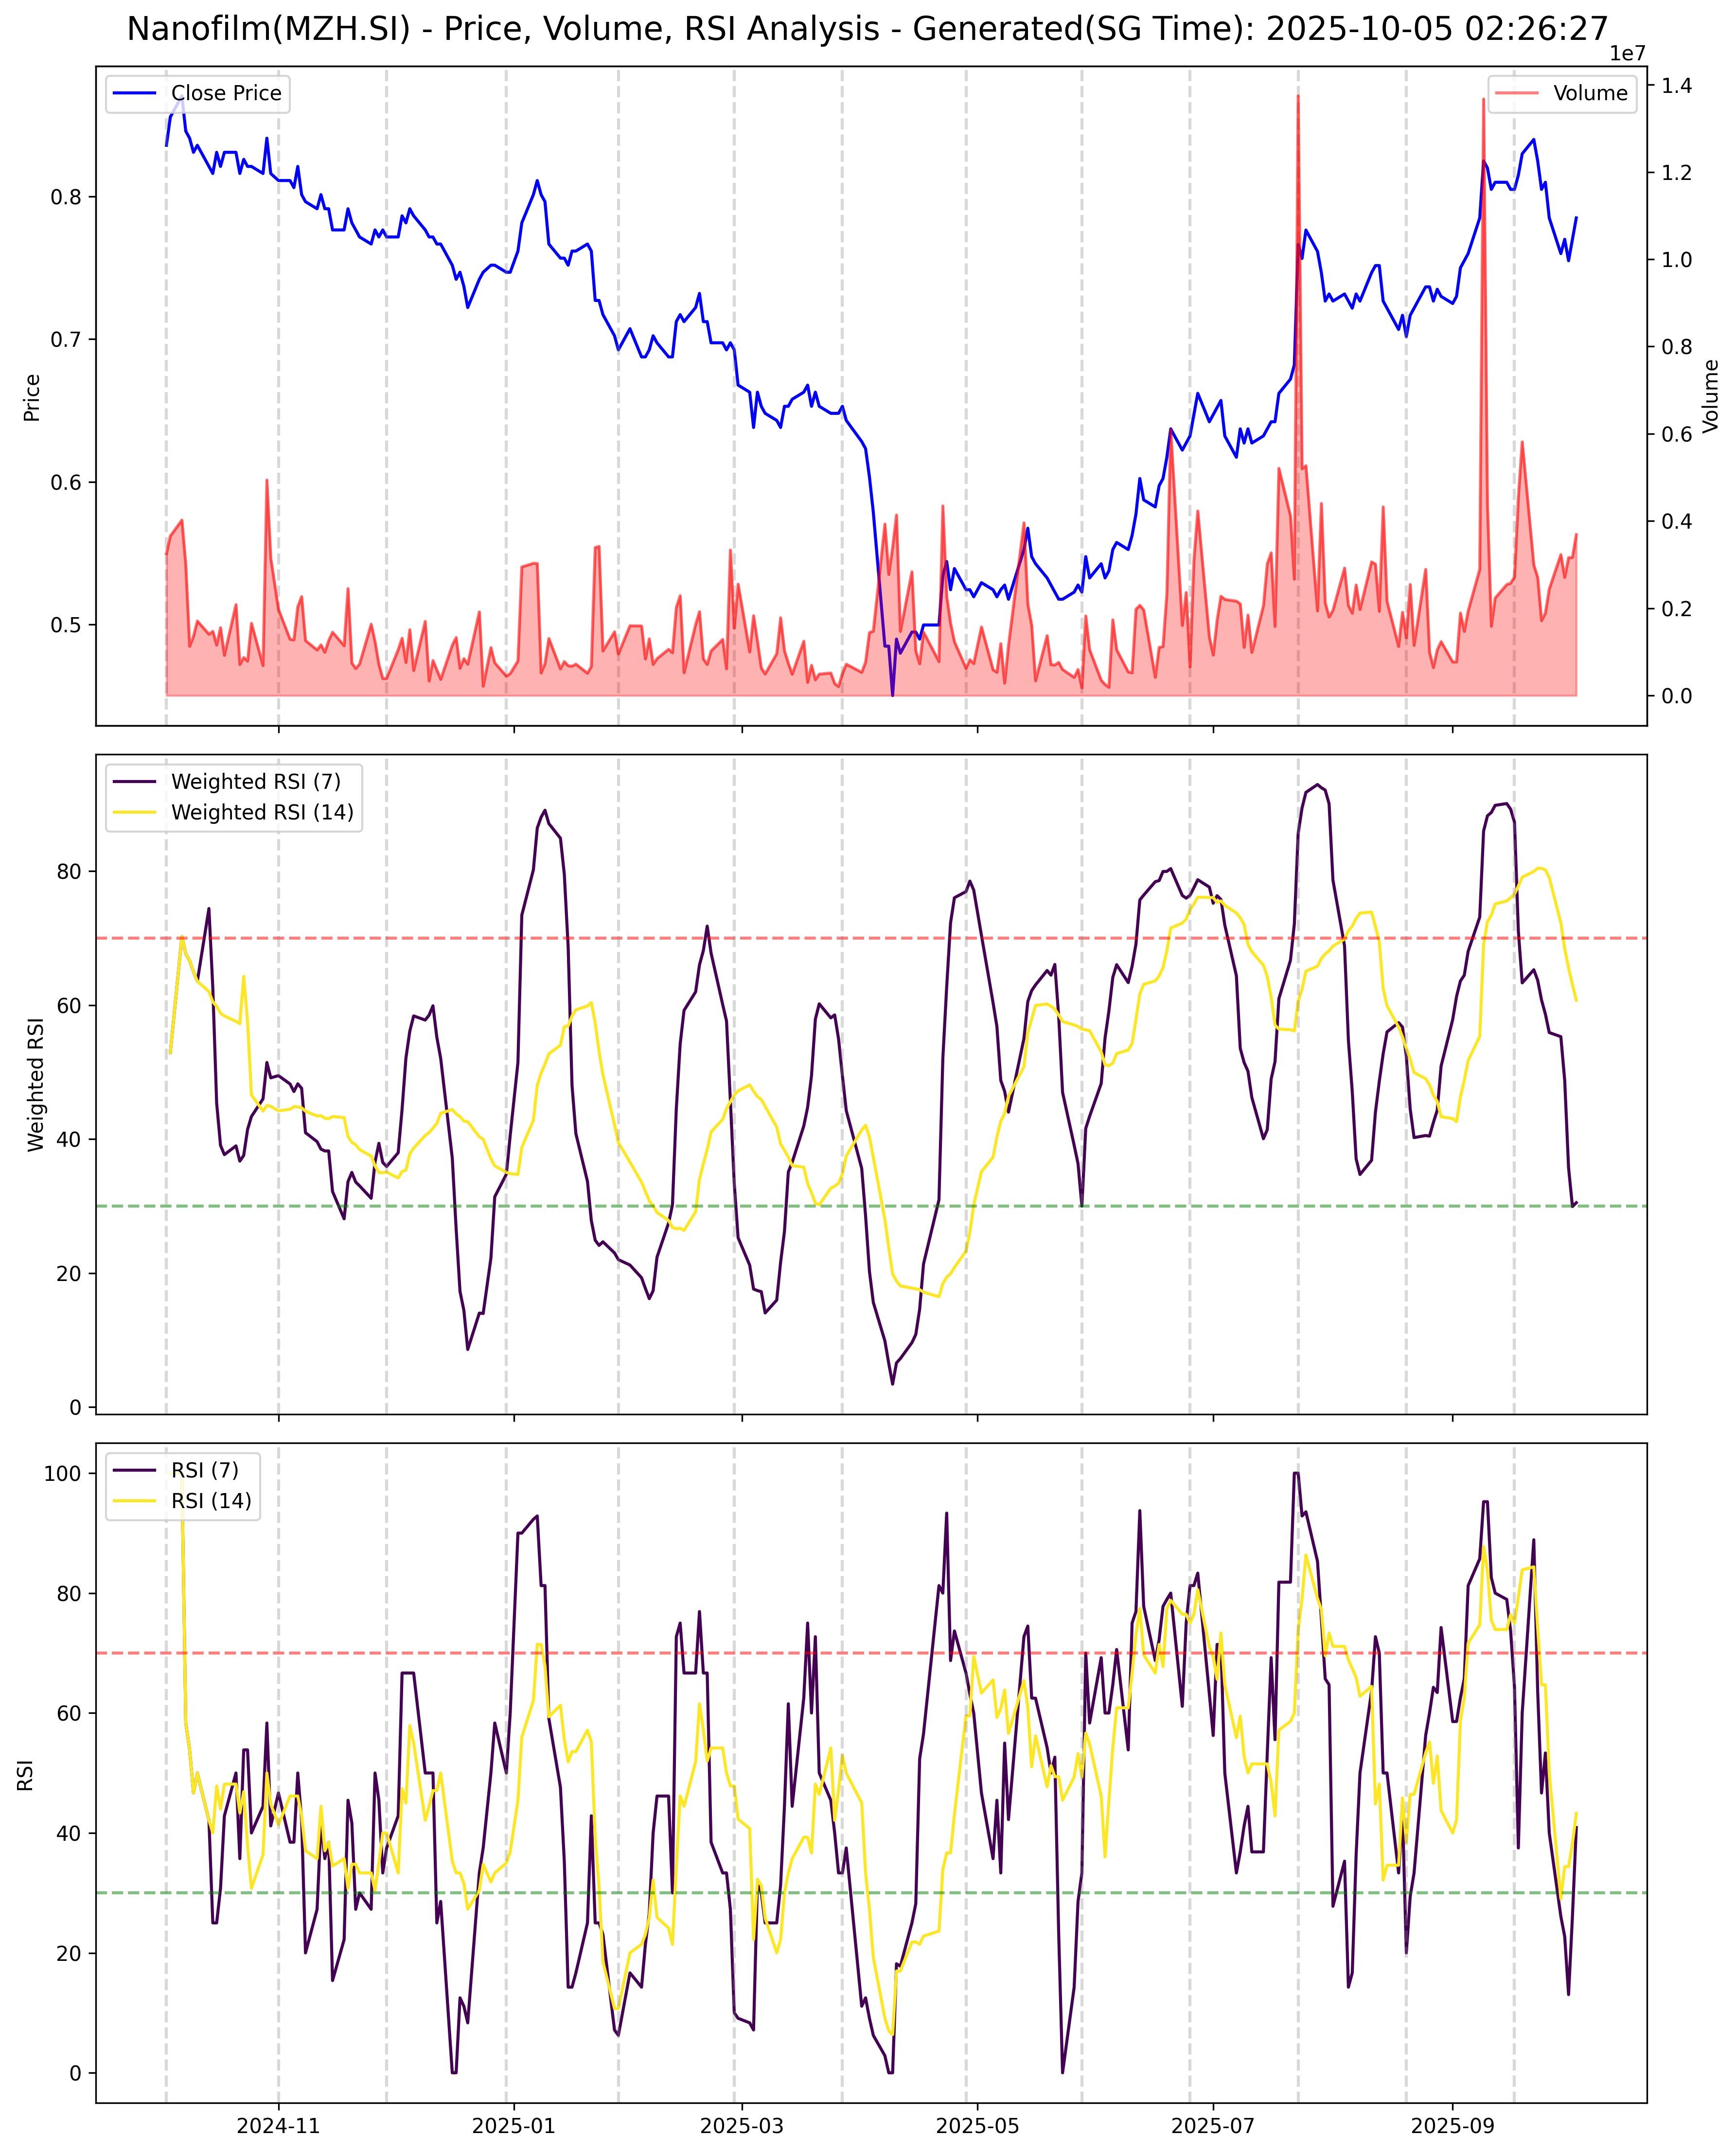 Nanofilm(MZH.SI) - Price, Volume, RSI Analysis - Generated(SG Time): 2025-10-05 02:26:27
1e7
Close Price
Volume
1.4
1.2
1.0
0.8
0.6
0.4
0.2
0.0
0.8
0.7
0.6
0.5
Price
Volume
Weighted RSI (7)
Weighted RSI (14)
80
60
40
20
0
Weighted RSI
RSI (7)
RSI (14)
100
80
60
40
20
0
RSI
2024-11
2025-01
2025-03
2025-05
2025-07
2025-09